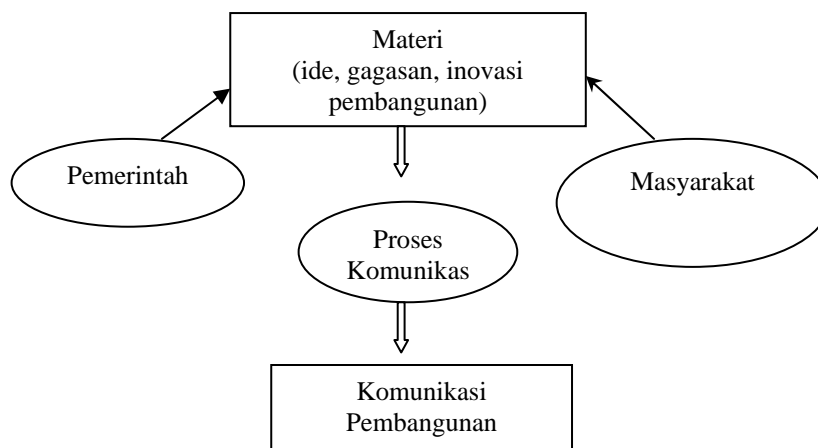 Materi
(ide, gagasan, inovasi
pembangunan)
Pemerintah
Masyarakat
Proses
Komunikas
Komunikasi
Pembangunan